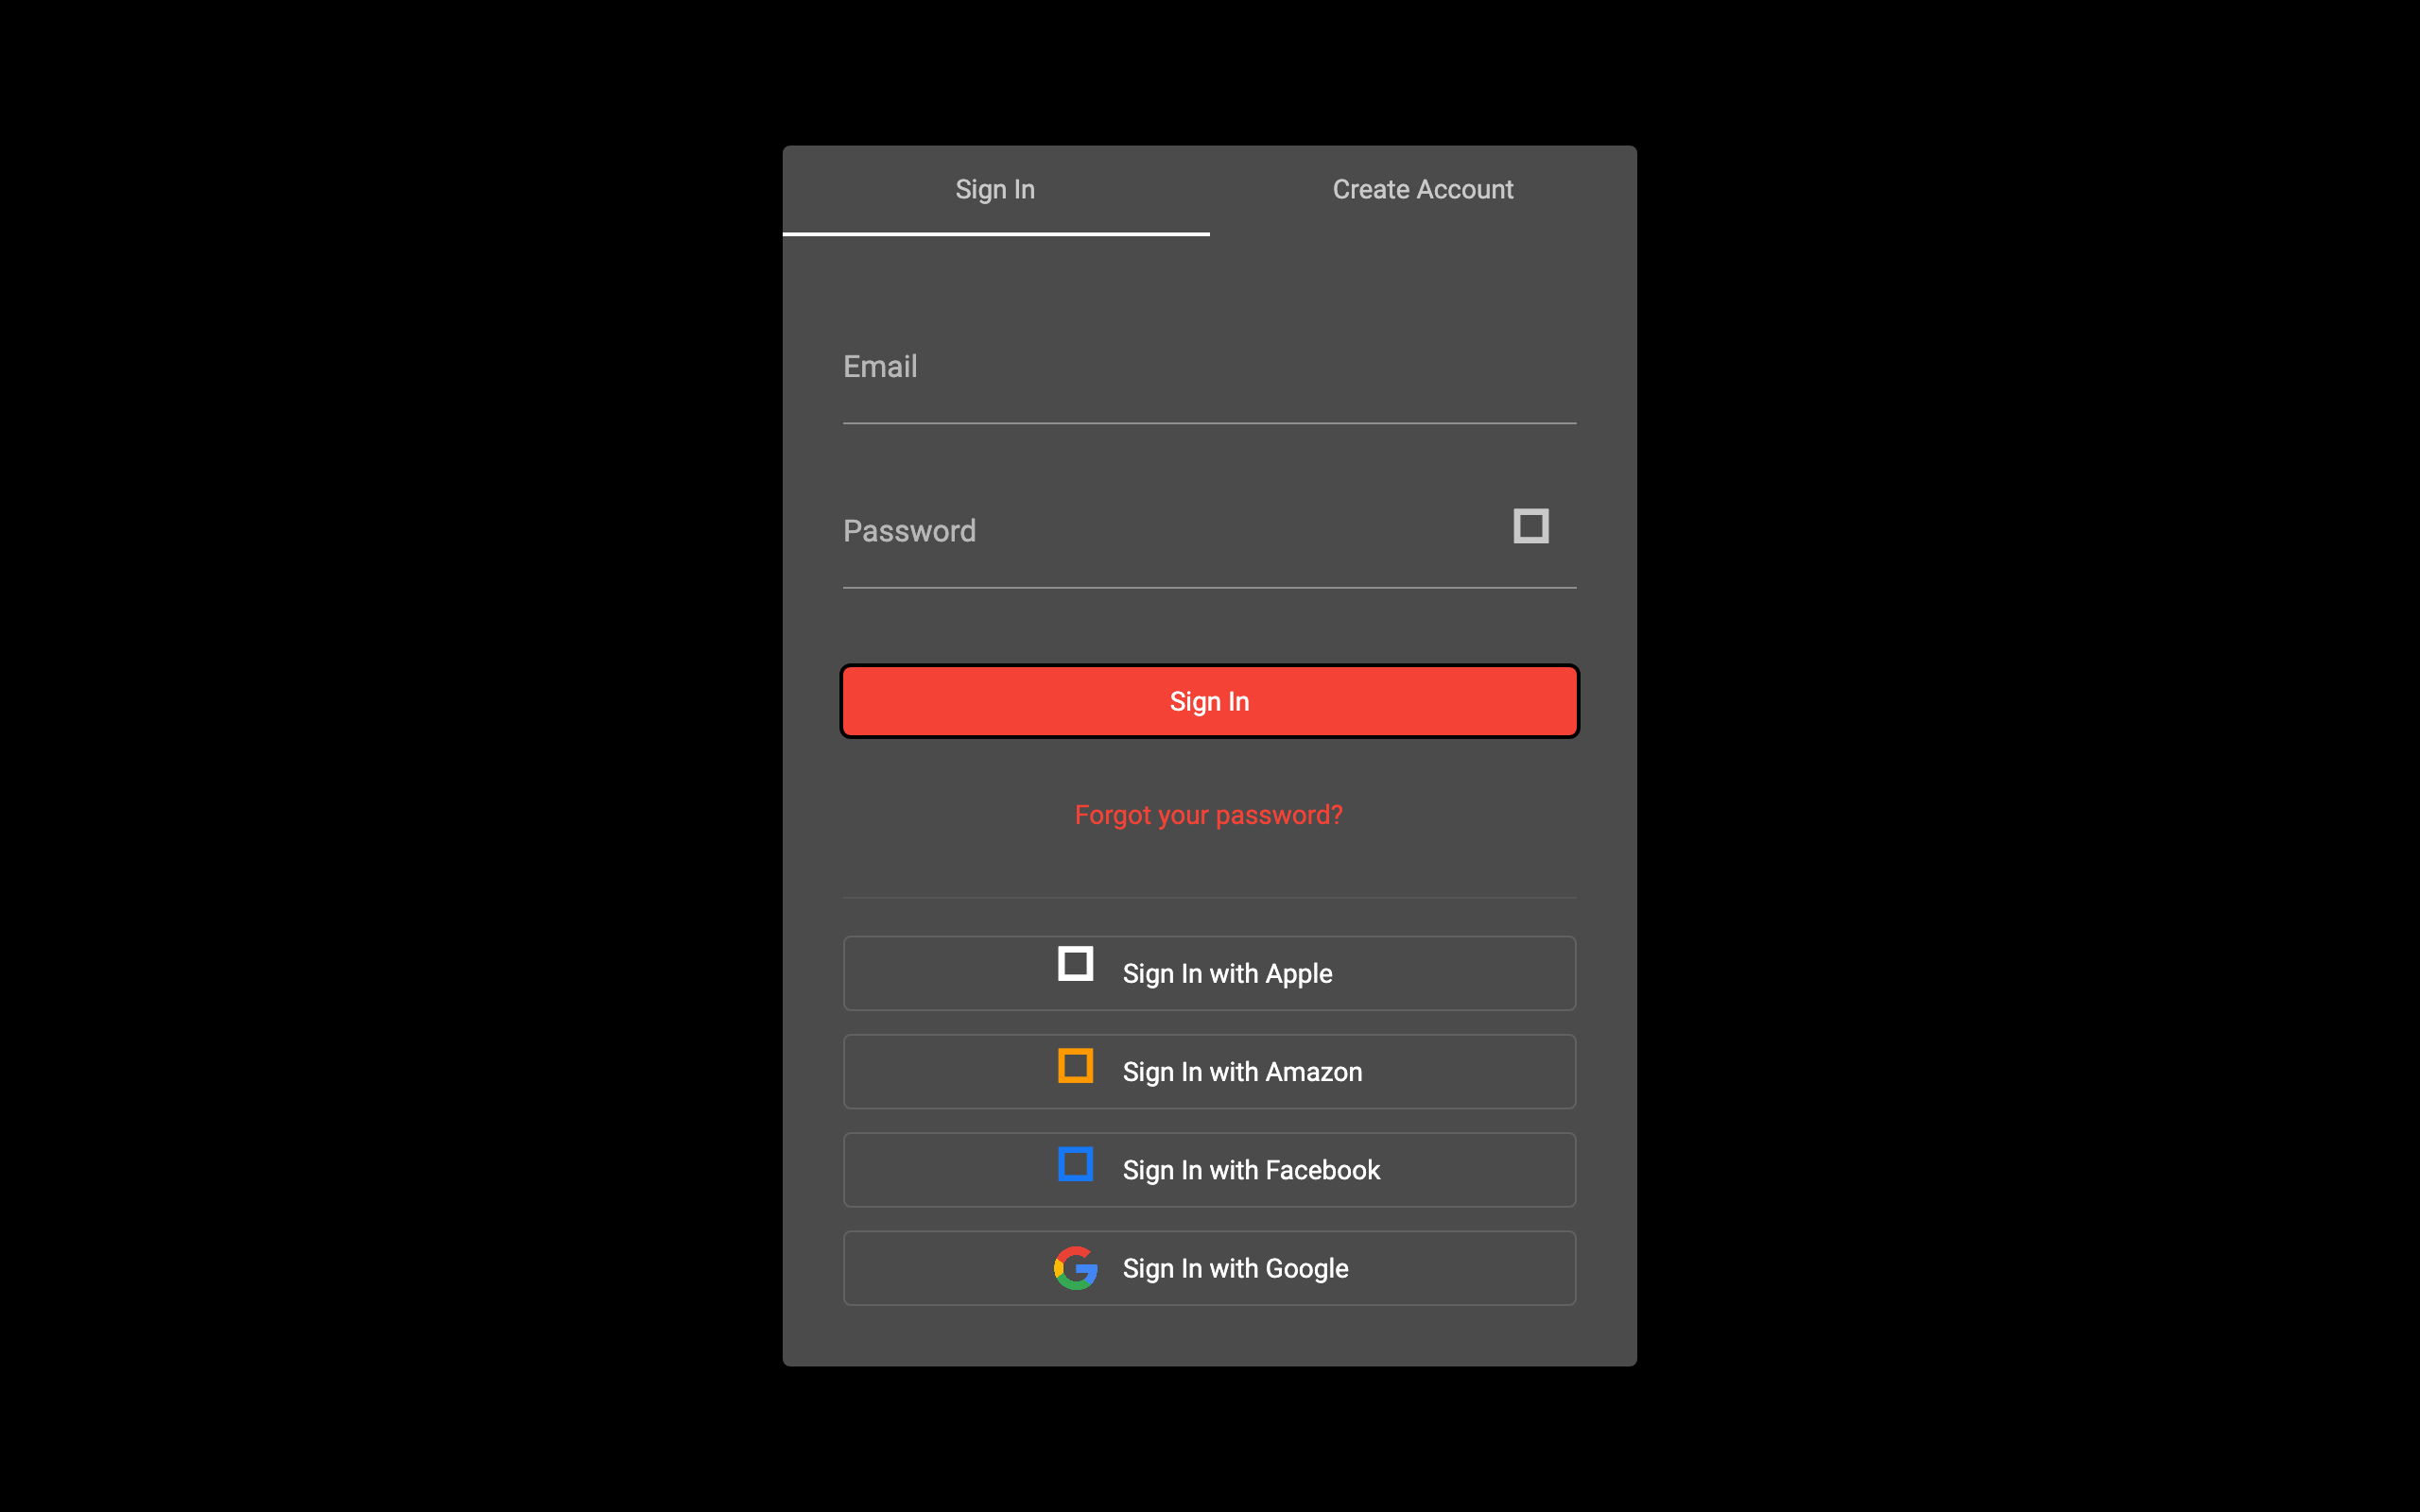 Sign In
Create Account
Email
Password
Sign In
Forgot your password?
Sign In with Apple
Sign In with Amazon
Sign In with Facebook
Sign In with Google